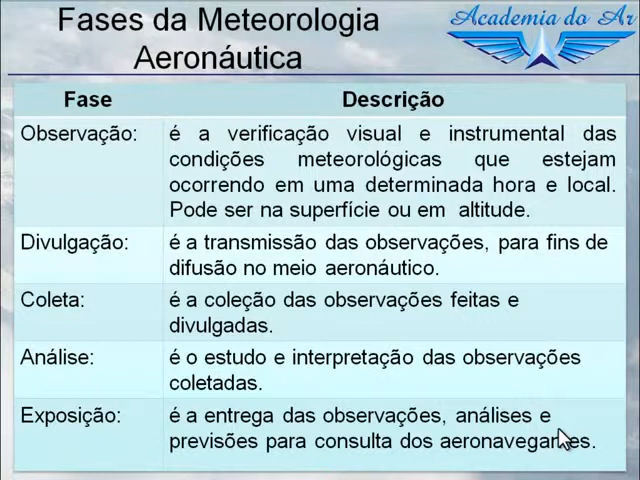 Fases da Meteorologia
Aeronáutica
Academia do Ar
Fase Descrição
Observação: é a verificação visual e instrumental das
condições meteorológicas que estejam
ocorrendo em uma determinada hora e local.
Pode ser na superfície ou em altitude.
Divulgação: é a transmissão das observações, para fins de
difusão no meio aeronáutico.
Coleta: é a coleção das observações feitas e
divulgadas.
Análise: é o estudo e interpretação das observações
coletadas.
Exposição: é a entrega das observações, análises e
previsões para consulta dos aeronavegantes.